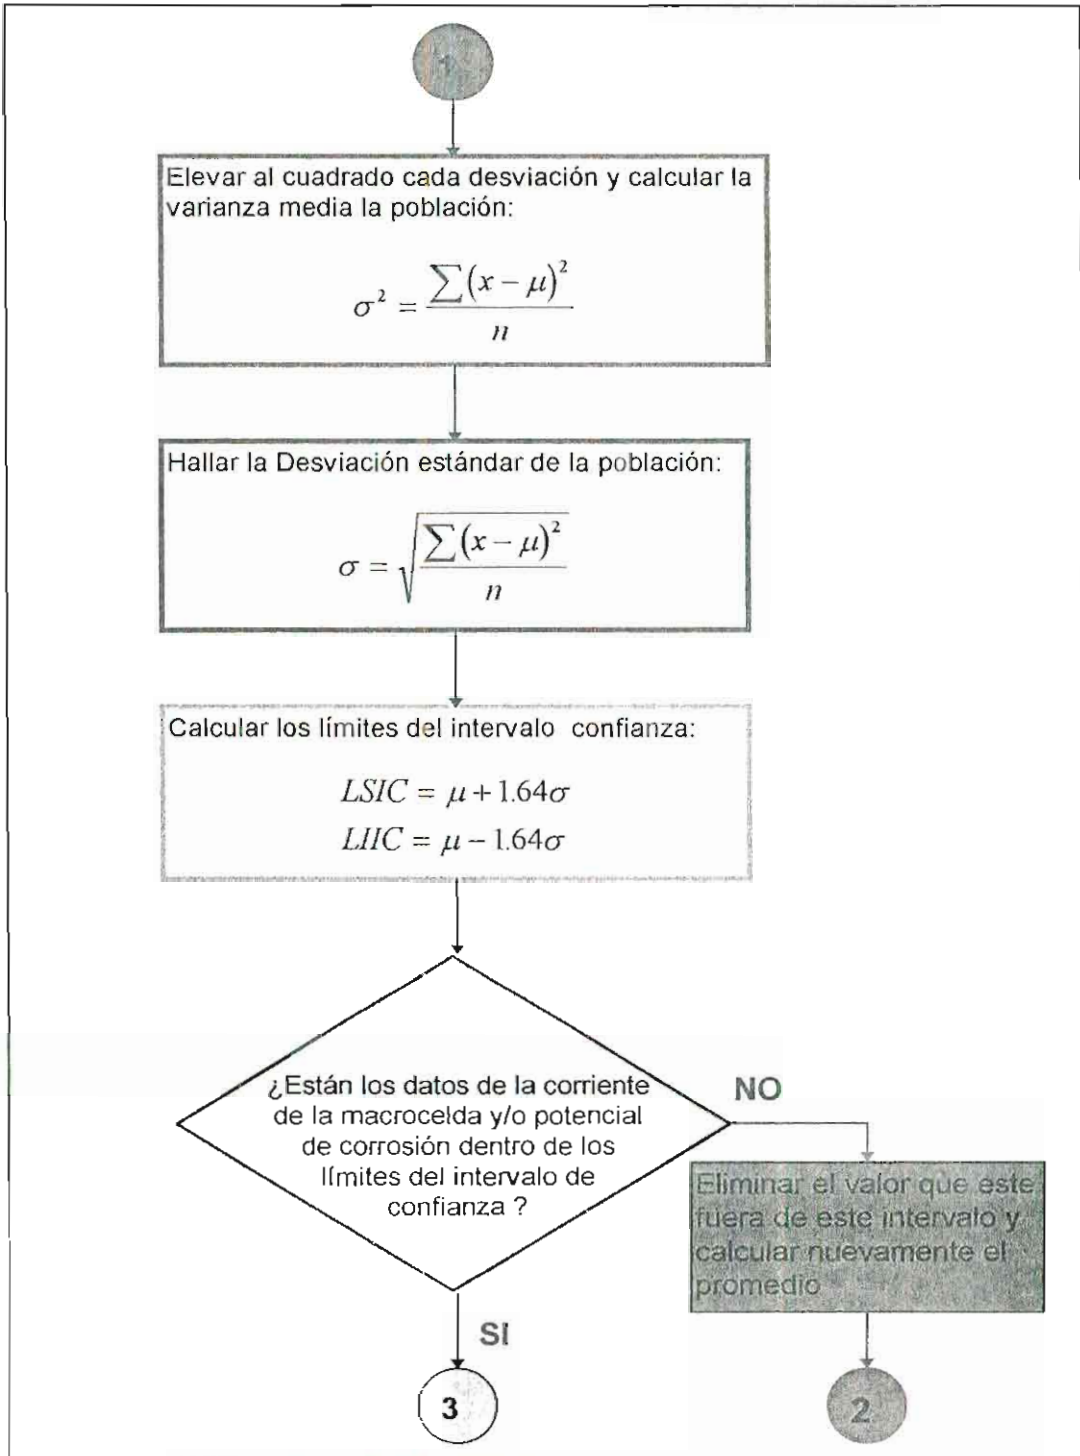 1
Elevar al cuadrado cada desviación y calcular la
varianza media la población:
σ² = ∑(x − μ)² / n
Hallar la Desviación estándar de la población:
σ = √(∑(x − μ)² / n)
Calcular los límites del intervalo confianza:
LSIC = μ + 1.64σ
LIIC = μ − 1.64σ
¿Están los datos de la corriente
de la macrocelda y/o potencial
de corrosión dentro de los
límites del intervalo de
confianza ?
NO
Eliminar el valor que este
fuera de este intervalo y
calcular nuevamente el
promedio
SI
3
2